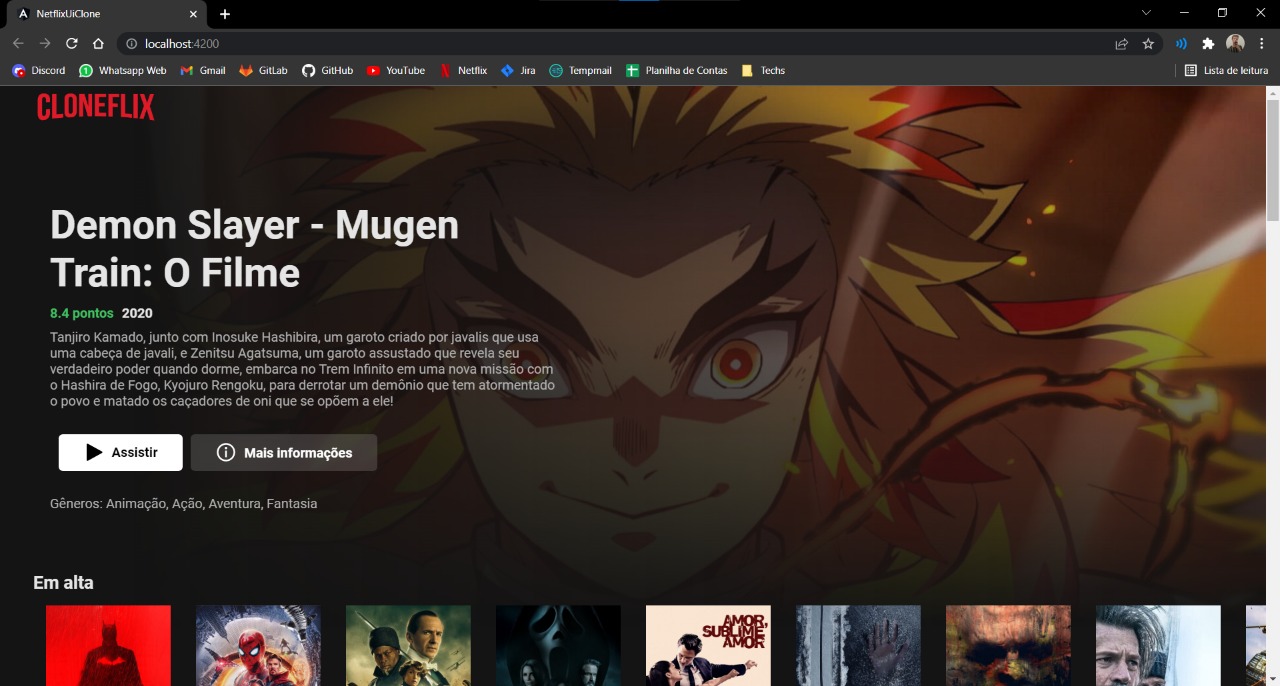 NetflixUiClone
localhost:4200
Discord Whatsapp Web Gmail GitLab GitHub YouTube Netflix Jira Tempmail Planilha de Contas Techs Lista de leitura
CLONEFLIX
Demon Slayer - Mugen
Train: O Filme
8.4 pontos 2020
Tanjiro Kamado, junto com Inosuke Hashibira, um garoto criado por javalis que usa
uma cabeça de javali, e Zenitsu Agatsuma, um garoto assustado que revela seu
verdadeiro poder quando dorme, embarca no Trem Infinito em uma nova missão com
o Hashira de Fogo, Kyojuro Rengoku, para derrotar um demônio que tem atormentado
o povo e matado os caçadores de oni que se opõem a ele!
Assistir Mais informações
Gêneros: Animação, Ação, Aventura, Fantasia
Em alta
AMOR,
SUBLIME
AMOR